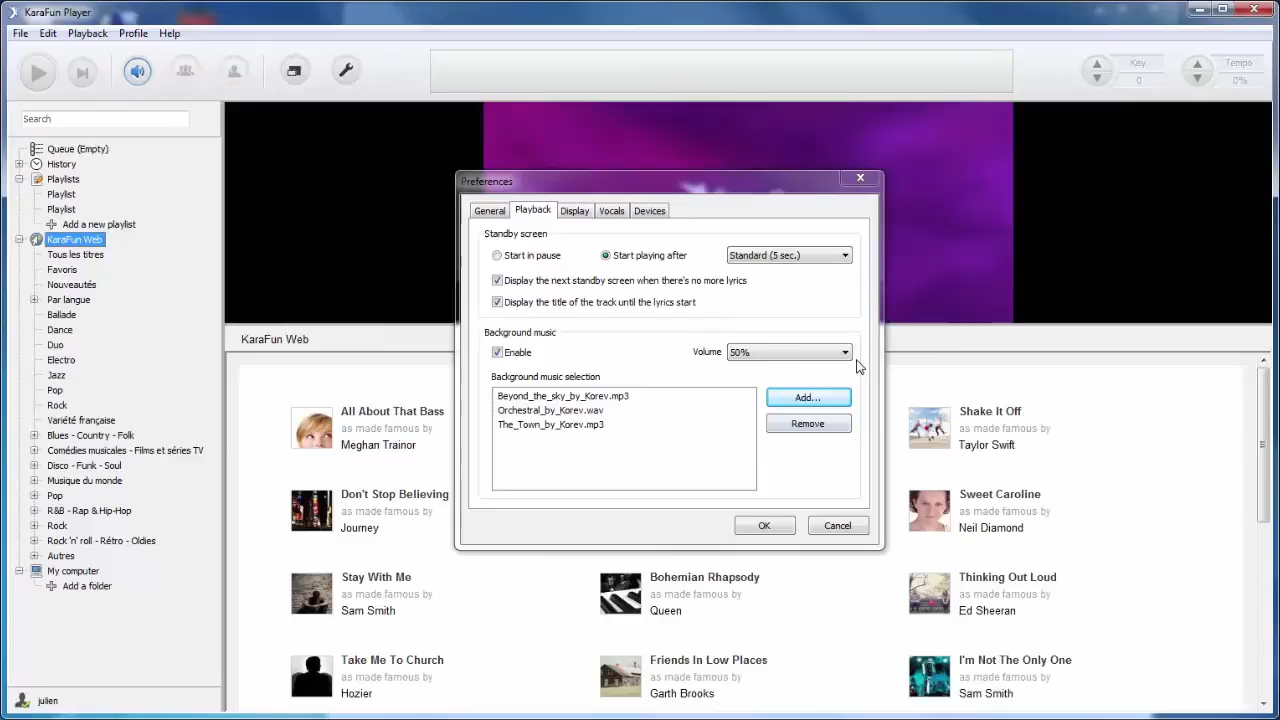 KaraFun Player
File Edit Playback Profile Help
Key
0
Tempo
0%
Search
Queue (Empty)
History
Playlists
Playlist
Playlist
Add a new playlist
KaraFun Web
Tous les titres
Favoris
Nouveautés
Par langue
Ballade
Dance
Duo
Electro
Jazz
Pop
Rock
Variété française
Blues - Country - Folk
Comédies musicales - Films et séries TV
Disco - Funk - Soul
Musique du monde
Pop
R&B - Rap & Hip-Hop
Rock
Rock 'n' roll - Rétro - Oldies
Autres
My computer
Add a folder
julien
Preferences
General Playback Display Vocals Devices
Standby screen
Start in pause Start playing after Standard (5 sec.)
Display the next standby screen when there's no more lyrics
Display the title of the track until the lyrics start
Background music
Enable Volume 50%
Background music selection
Beyond_the_sky_by_Korev.mp3
Orchestral_by_Korev.wav
The_Town_by_Korev.mp3
Add...
Remove
OK Cancel
KaraFun Web
All About That Bass
as made famous by
Meghan Trainor
Shake It Off
as made famous by
Taylor Swift
Don't Stop Believing
as made famous by
Journey
Sweet Caroline
as made famous by
Neil Diamond
Stay With Me
as made famous by
Sam Smith
Bohemian Rhapsody
as made famous by
Queen
Thinking Out Loud
as made famous by
Ed Sheeran
Take Me To Church
as made famous by
Hozier
Friends In Low Places
as made famous by
Garth Brooks
I'm Not The Only One
as made famous by
Sam Smith